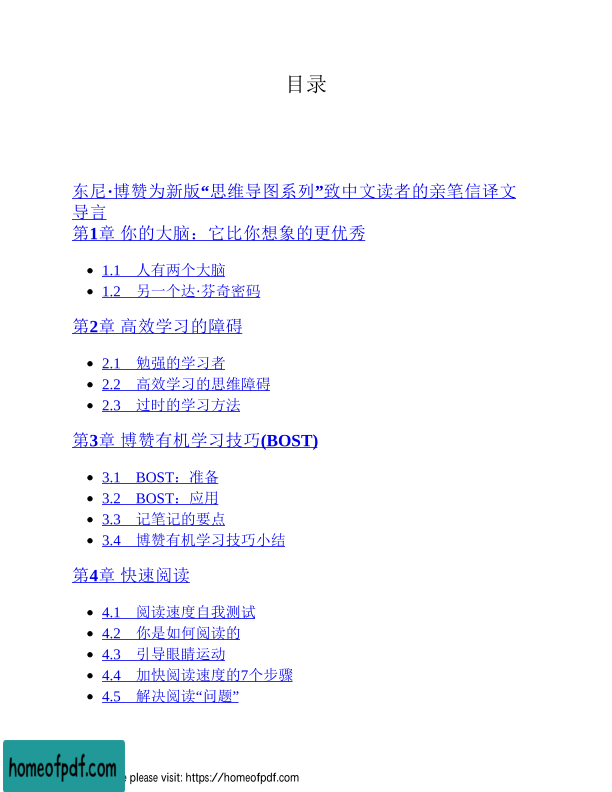 目录
东尼·博赞为新版“思维导图系列”致中文读者的亲笔信译文
导言
第1章 你的大脑：它比你想象的更优秀
1.1 人有两个大脑
1.2 另一个达·芬奇密码
第2章 高效学习的障碍
2.1 勉强的学习者
2.2 高效学习的思维障碍
2.3 过时的学习方法
第3章 博赞有机学习技巧(BOST)
3.1 BOST：准备
3.2 BOST：应用
3.3 记笔记的要点
3.4 博赞有机学习技巧小结
第4章 快速阅读
4.1 阅读速度自我测试
4.2 你是如何阅读的
4.3 引导眼睛运动
4.4 加快阅读速度的7个步骤
4.5 解决阅读“问题”
homeofpdf.com
please visit: https://homeofpdf.com